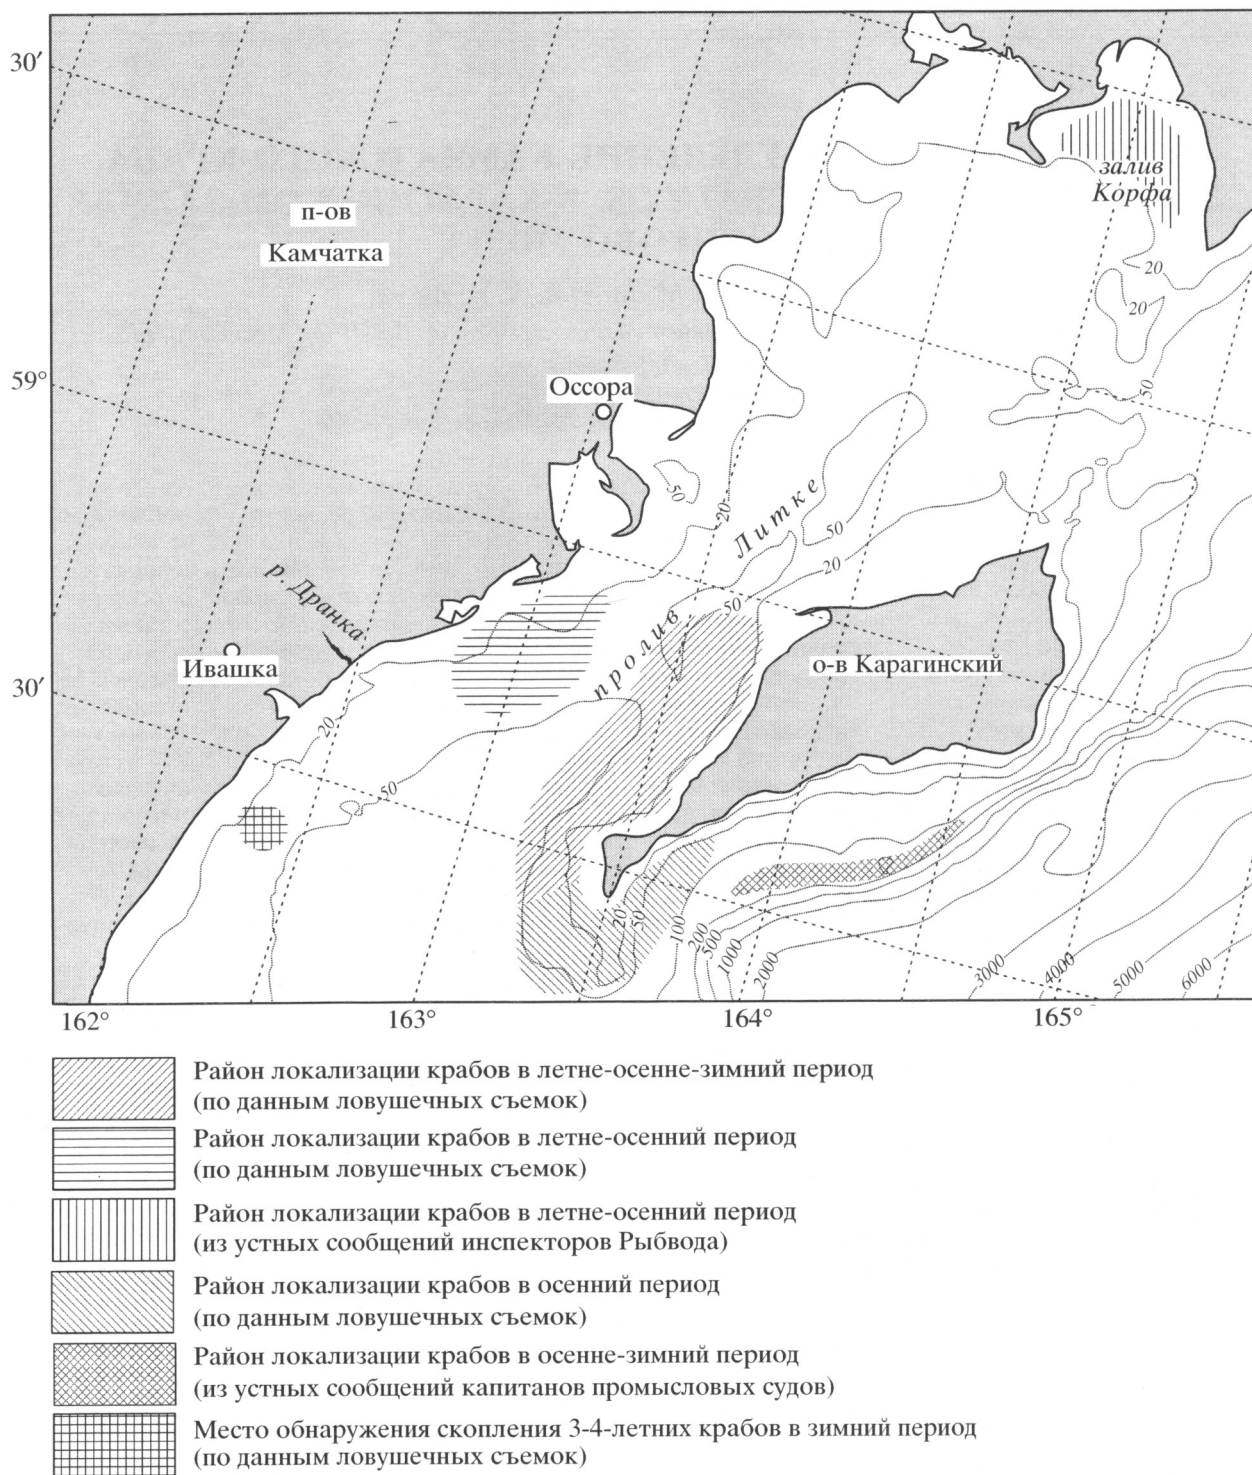 30′
залив
Корфа
п-ов
Камчатка
20
20
50
59°
Оссора
50
20
Литке
50
20
р. Дранка
50
пролив
о-в Карагинский
Ивашка
30′
20
50
20
50
100
200
500
1000
2000
3000
4000
5000
6000
162°
163°
164°
165°
Район локализации крабов в летне-осенне-зимний период
(по данным ловушечных съемок)
Район локализации крабов в летне-осенний период
(по данным ловушечных съемок)
Район локализации крабов в летне-осенний период
(из устных сообщений инспекторов Рыбвода)
Район локализации крабов в осенний период
(по данным ловушечных съемок)
Район локализации крабов в осенне-зимний период
(из устных сообщений капитанов промысловых судов)
Место обнаружения скопления 3-4-летних крабов в зимний период
(по данным ловушечных съемок)